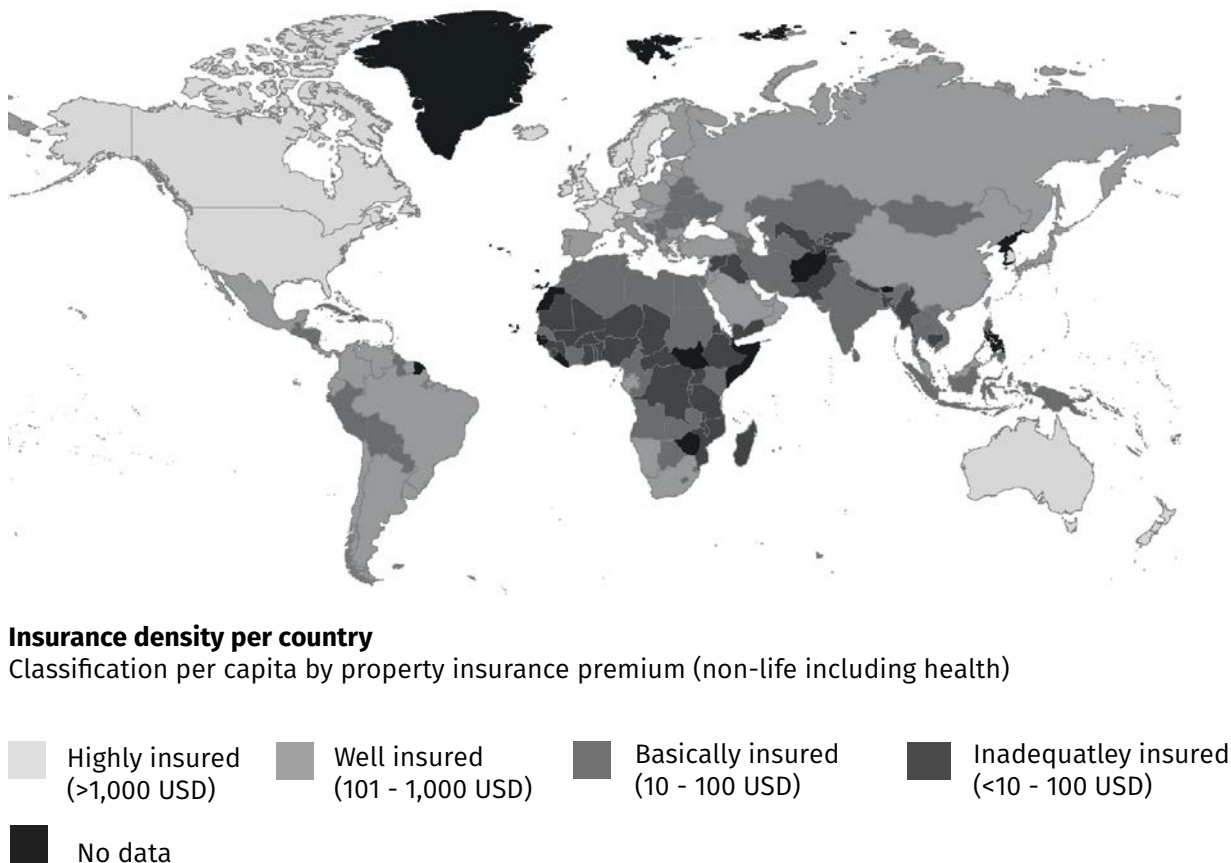 Insurance density per country
Classification per capita by property insurance premium (non-life including health)
Highly insured
(>1,000 USD)
Well insured
(101 - 1,000 USD)
Basically insured
(10 - 100 USD)
Inadequatley insured
(<10 - 100 USD)
No data